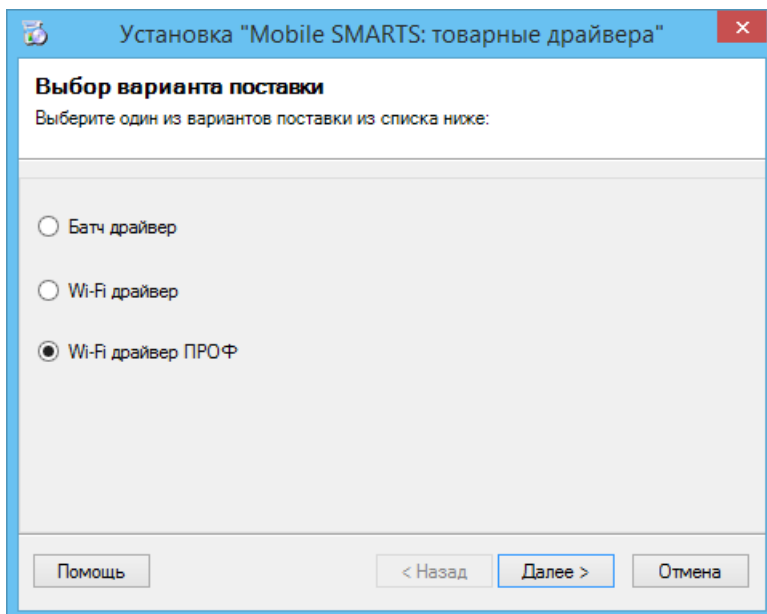 Установка "Mobile SMARTS: товарные драйвера"
Выбор варианта поставки
Выберите один из вариантов поставки из списка ниже:
Батч драйвер
Wi-Fi драйвер
Wi-Fi драйвер ПРОФ
Помощь
< Назад
Далее >
Отмена